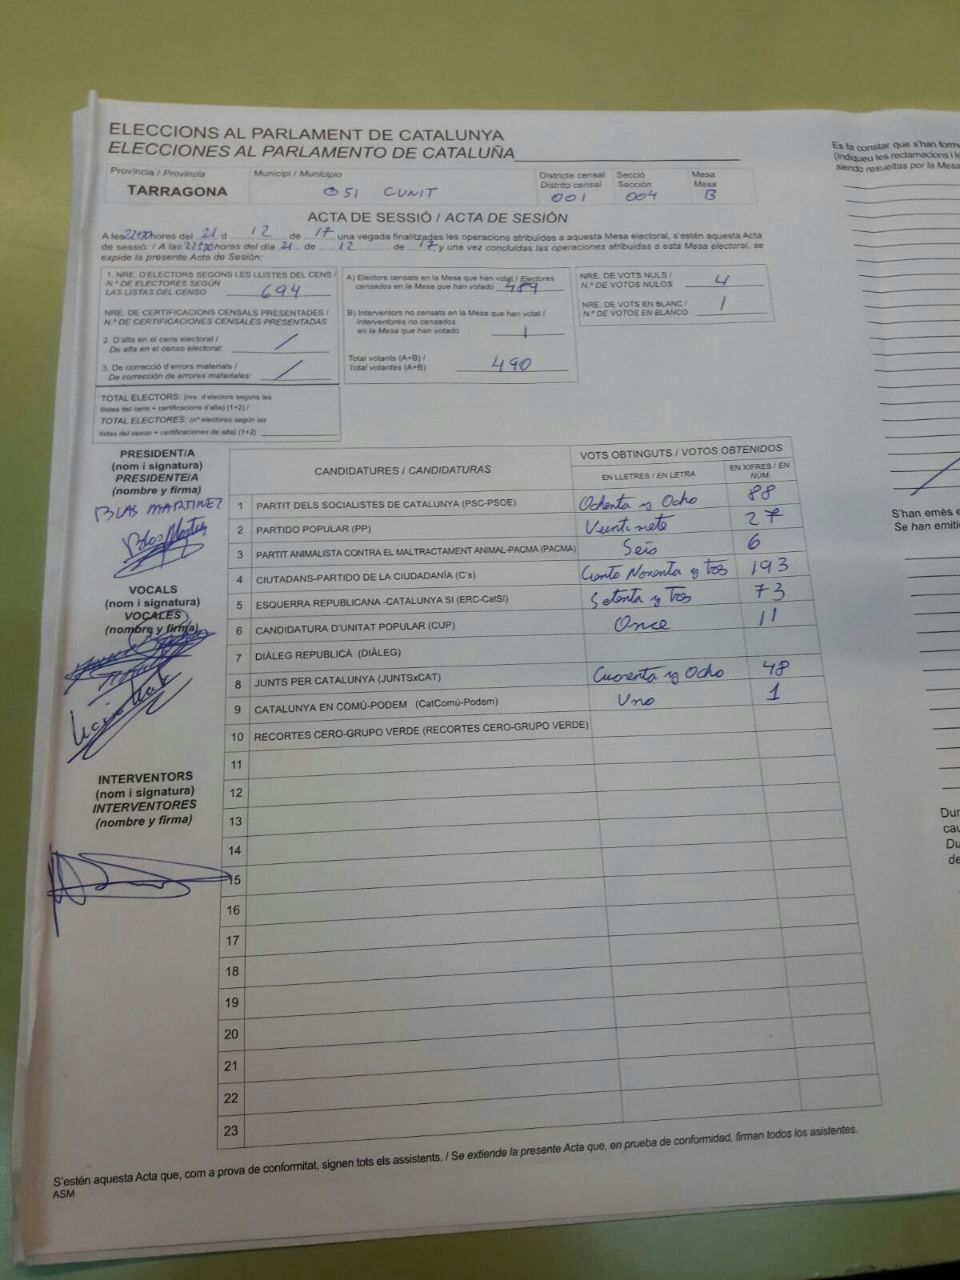 ELECCIONS AL PARLAMENT DE CATALUNYA
ELECCIONES AL PARLAMENTO DE CATALUÑA
Província / Provincia
TARRAGONA
Municipi / Municipio
051 CUNIT
Districte censal
Distrito censal
001
Secció
Sección
004
Mesa
Mesa
B
ACTA DE SESSIÓ / ACTA DE SESIÓN
A les 22:30 hores del 21 d 12 de 17, una vegada finalitzades les operacions atribuïdes a aquesta Mesa electoral, s'estén aquesta Acta
de sessió: / A las 22:30 horas del día 21 de 12 de 17 y una vez concluidas las operaciones atribuidas a esta Mesa electoral, se
expide la presente Acta de Sesión:
1. NRE. D'ELECTORS SEGONS LES LLISTES DEL CENS /
N.º DE ELECTORES SEGÚN
LAS LISTAS DEL CENSO 694
NRE. DE CERTIFICACIONS CENSALS PRESENTADES /
N.º DE CERTIFICACIONES CENSALES PRESENTADAS
2. D'alta en el cens electoral /
De alta en el censo electoral: /
3. De correcció d'errors materials /
De corrección de errores materiales: /
TOTAL ELECTORS: (nre. d'electors segons les
llistes del cens + certificacions d'alta) (1+2) /
TOTAL ELECTORES: (nº electores según las
listas del censo + certificaciones de alta) (1+2)
A) Electors censats en la Mesa que han votat / Electores
censados en la Mesa que han votado 489
B) Interventors no censats en la Mesa que han votat /
Interventores no censados
en la Mesa que han votado 1
Total votants (A+B) /
Total votantes (A+B) 490
NRE. DE VOTS NULS /
N.º DE VOTOS NULOS 4
NRE. DE VOTS EN BLANC /
N.º DE VOTOS EN BLANCO 1
PRESIDENT/A
(nom i signatura)
PRESIDENTE/A
(nombre y firma)
BLAS MARTINEZ
VOCALS
(nom i signatura)
VOCALES
(nombre y firma)
INTERVENTORS
(nom i signatura)
INTERVENTORES
(nombre y firma)
CANDIDATURES / CANDIDATURAS
VOTS OBTINGUTS / VOTOS OBTENIDOS
EN LLETRES / EN LETRA
EN XIFRES / EN NÚM.
1 PARTIT DELS SOCIALISTES DE CATALUNYA (PSC-PSOE) Ochenta y Ocho 88
2 PARTIDO POPULAR (PP) Veintisiete 27
3 PARTIT ANIMALISTA CONTRA EL MALTRACTAMENT ANIMAL-PACMA (PACMA) Seis 6
4 CIUTADANS-PARTIDO DE LA CIUDADANÍA (C's) Ciento Noventa y tres 193
5 ESQUERRA REPUBLICANA -CATALUNYA SI (ERC-CatSí) Setenta y tres 73
6 CANDIDATURA D'UNITAT POPULAR (CUP) Once 11
7 DIÀLEG REPUBLICÀ (DIÀLEG)
8 JUNTS PER CATALUNYA (JUNTSxCAT) Cuarenta y Ocho 48
9 CATALUNYA EN COMÚ-PODEM (CatComú-Podem) Uno 1
10 RECORTES CERO-GRUPO VERDE (RECORTES CERO-GRUPO VERDE)
11
12
13
14
15
16
17
18
19
20
21
22
23
S'estén aquesta Acta que, com a prova de conformitat, signen tots els assistents. / Se extiende la presente Acta que, en prueba de conformidad, firman todos los asistentes.
ASM
Es fa constar que s'han form
(indiqueu les reclamacions i le
siendo resueltas por la Mesa
S'han emès e
Se han emiti
Dur
cau
Du
de